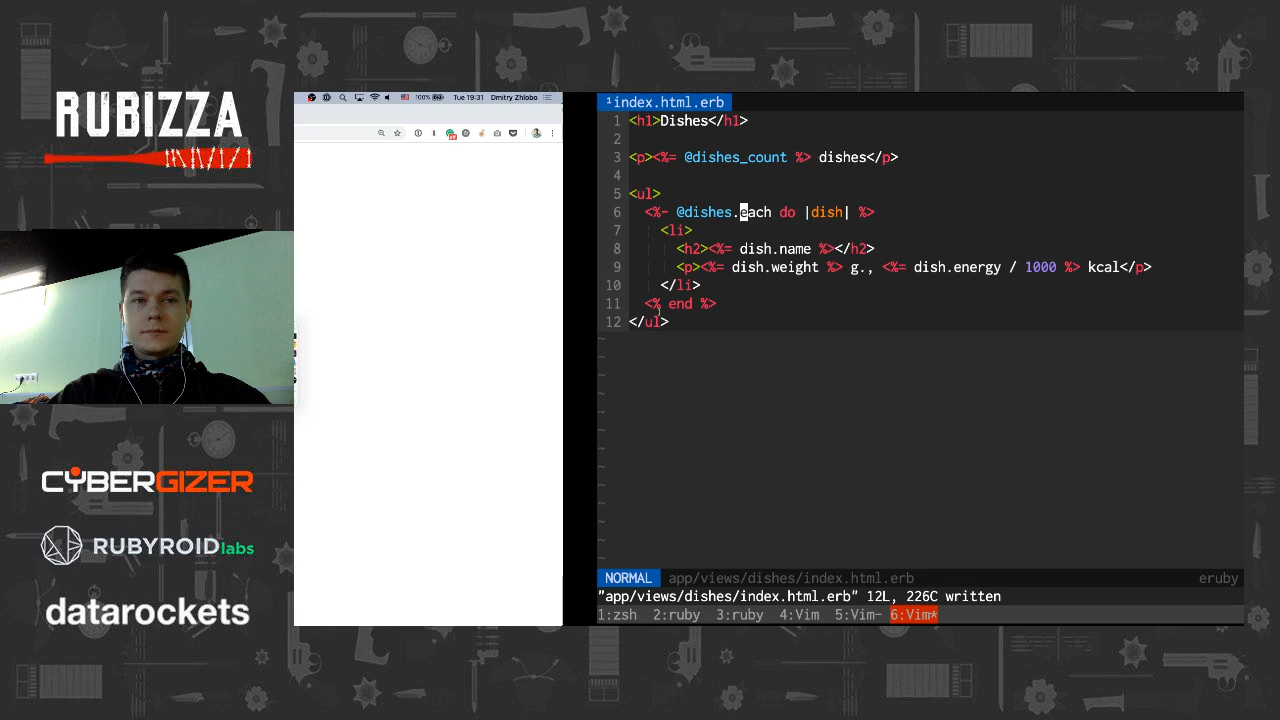 RUBIZZA
CYBERGIZER
RUBYROIDlabs
datarockets
100% Tue 19:31 Dmitry Zhlobo
¹index.html.erb
1 <h1>Dishes</h1>
2
3 <p><%= @dishes_count %> dishes</p>
4
5 <ul>
6 <%- @dishes.each do |dish| %>
7 <li>
8 <h2><%= dish.name %></h2>
9 <p><%= dish.weight %> g., <%= dish.energy / 1000 %> kcal</p>
10 </li>
11 <% end %>
12 </ul>
~
~
~
~
~
~
~
~
~
~
~
~
~
NORMAL app/views/dishes/index.html.erb eruby
"app/views/dishes/index.html.erb" 12L, 226C written
1:zsh 2:ruby 3:ruby 4:Vim 5:Vim- 6:Vim*